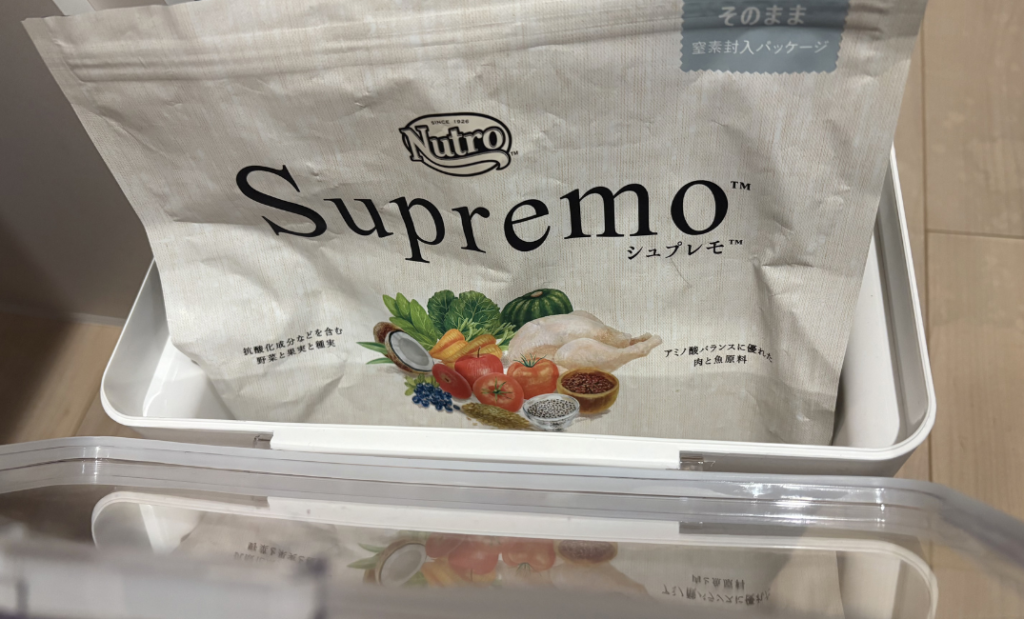 そのまま
窒素封入パッケージ
SINCE 1926
Nutro™
Supremo™
シュプレモ™
抗酸化成分などを含む
野菜と果実と種実
アミノ酸バランスに優れた
肉と魚原料